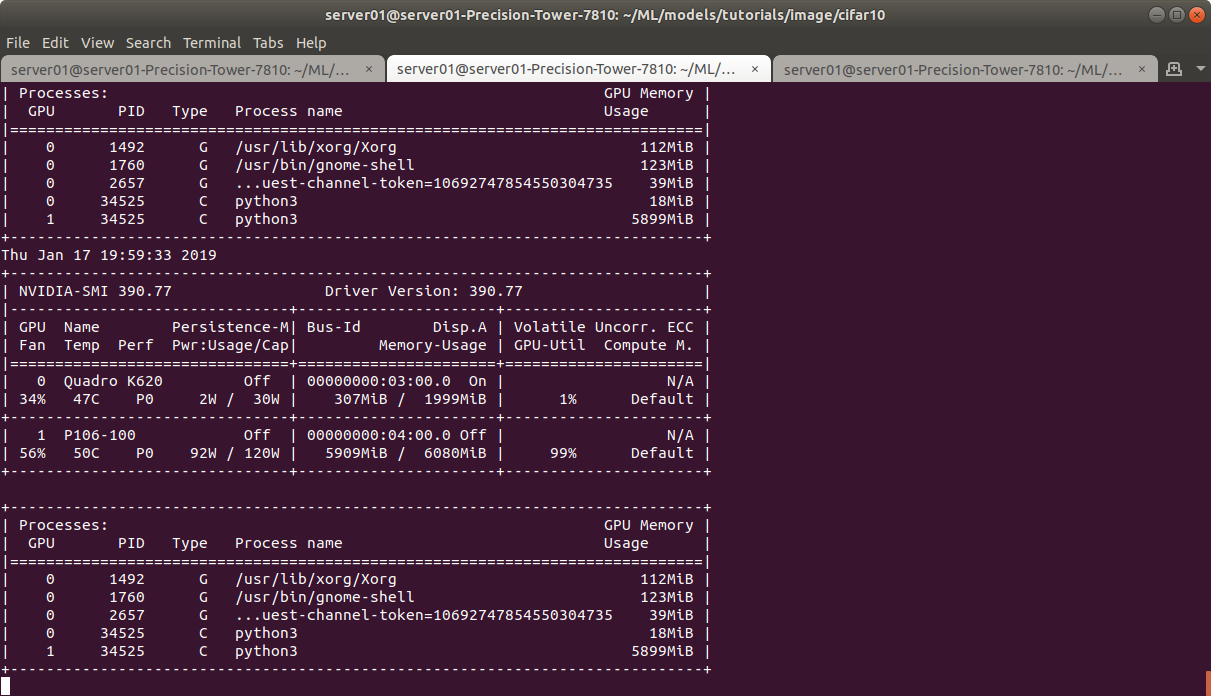 server01@server01-Precision-Tower-7810: ~/ML/models/tutorials/image/cifar10
File Edit View Search Terminal Tabs Help
server01@server01-Precision-Tower-7810: ~/ML/... × server01@server01-Precision-Tower-7810: ~/ML/... × server01@server01-Precision-Tower-7810: ~/ML/... ×
| Processes:                                                       GPU Memory |
|  GPU       PID   Type   Process name                             Usage      |
|=============================================================================|
|    0      1492      G   /usr/lib/xorg/Xorg                           112MiB |
|    0      1760      G   /usr/bin/gnome-shell                         123MiB |
|    0      2657      G   ...uest-channel-token=10692747854550304735    39MiB |
|    0     34525      C   python3                                       18MiB |
|    1     34525      C   python3                                     5899MiB |
+-----------------------------------------------------------------------------+
Thu Jan 17 19:59:33 2019
+-----------------------------------------------------------------------------+
| NVIDIA-SMI 390.77                 Driver Version: 390.77                    |
|-------------------------------+----------------------+----------------------+
| GPU  Name        Persistence-M| Bus-Id        Disp.A | Volatile Uncorr. ECC |
| Fan  Temp  Perf  Pwr:Usage/Cap|         Memory-Usage | GPU-Util  Compute M. |
|===============================+======================+======================|
|   0  Quadro K620         Off  | 00000000:03:00.0  On |                  N/A |
| 34%   47C    P0     2W /  30W |    307MiB /  1999MiB |      1%      Default |
+-------------------------------+----------------------+----------------------+
|   1  P106-100            Off  | 00000000:04:00.0 Off |                  N/A |
| 56%   50C    P0    92W / 120W |   5909MiB /  6080MiB |     99%      Default |
+-------------------------------+----------------------+----------------------+
+-----------------------------------------------------------------------------+
| Processes:                                                       GPU Memory |
|  GPU       PID   Type   Process name                             Usage      |
|=============================================================================|
|    0      1492      G   /usr/lib/xorg/Xorg                           112MiB |
|    0      1760      G   /usr/bin/gnome-shell                         123MiB |
|    0      2657      G   ...uest-channel-token=10692747854550304735    39MiB |
|    0     34525      C   python3                                       18MiB |
|    1     34525      C   python3                                     5899MiB |
+-----------------------------------------------------------------------------+